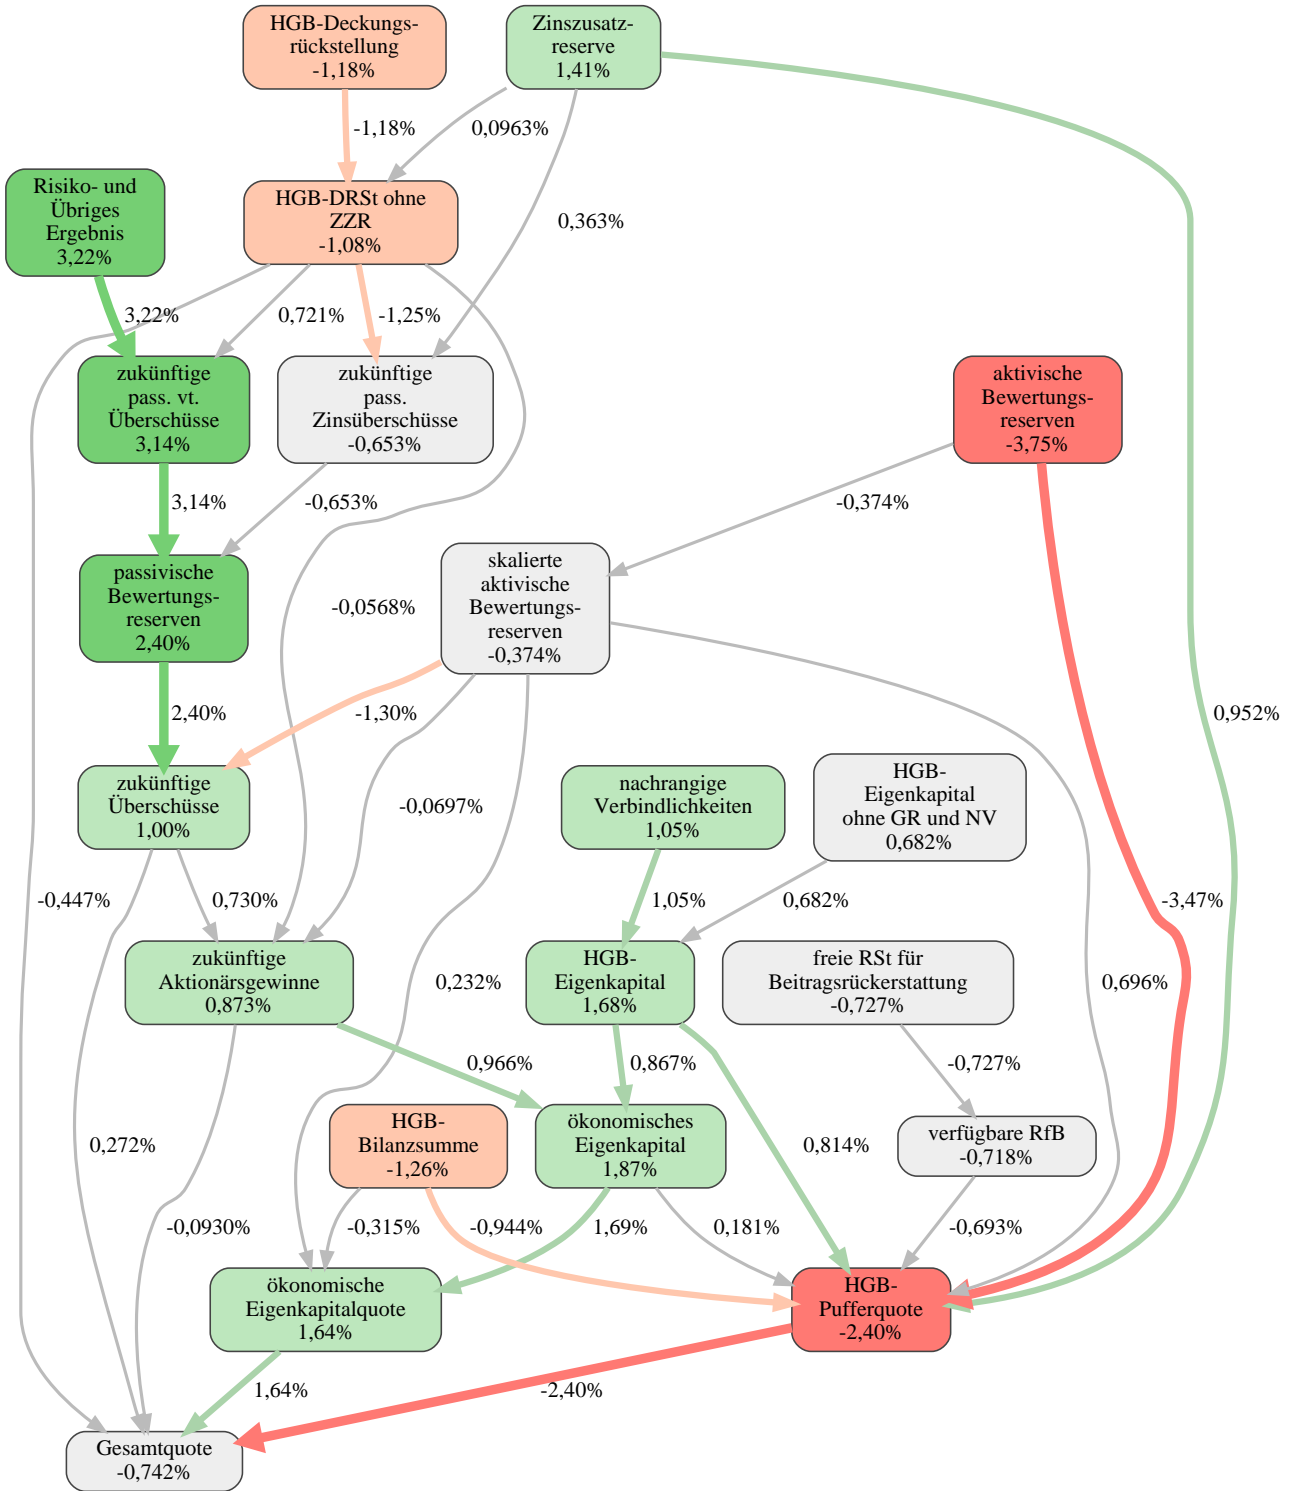 HGB-Deckungs-
rückstellung
-1,18%
Zinszusatz-
reserve
1,41%
-1,18%
0,0963%
Risiko- und
Übriges
Ergebnis
3,22%
HGB-DRSt ohne
ZZR
-1,08%
0,363%
3,22%
0,721%
-1,25%
zukünftige
pass. vt.
Überschüsse
3,14%
zukünftige
pass.
Zinsüberschüsse
-0,653%
aktivische
Bewertungs-
reserven
-3,75%
3,14%
-0,653%
-0,374%
passivische
Bewertungs-
reserven
2,40%
-0,0568%
skalierte
aktivische
Bewertungs-
reserven
-0,374%
2,40%
-1,30%
0,952%
zukünftige
Überschüsse
1,00%
-0,0697%
nachrangige
Verbindlichkeiten
1,05%
HGB-
Eigenkapital
ohne GR und NV
0,682%
-0,447%
0,730%
1,05%
0,682%
-3,47%
zukünftige
Aktionärsgewinne
0,873%
0,232%
HGB-
Eigenkapital
1,68%
freie RSt für
Beitragsrückerstattung
-0,727%
0,696%
0,966%
0,867%
-0,727%
0,272%
HGB-
Bilanzsumme
-1,26%
ökonomisches
Eigenkapital
1,87%
0,814%
verfügbare RfB
-0,718%
-0,0930%
-0,315%
-0,944%
1,69%
0,181%
-0,693%
ökonomische
Eigenkapitalquote
1,64%
HGB-
Pufferquote
-2,40%
1,64%
-2,40%
Gesamtquote
-0,742%